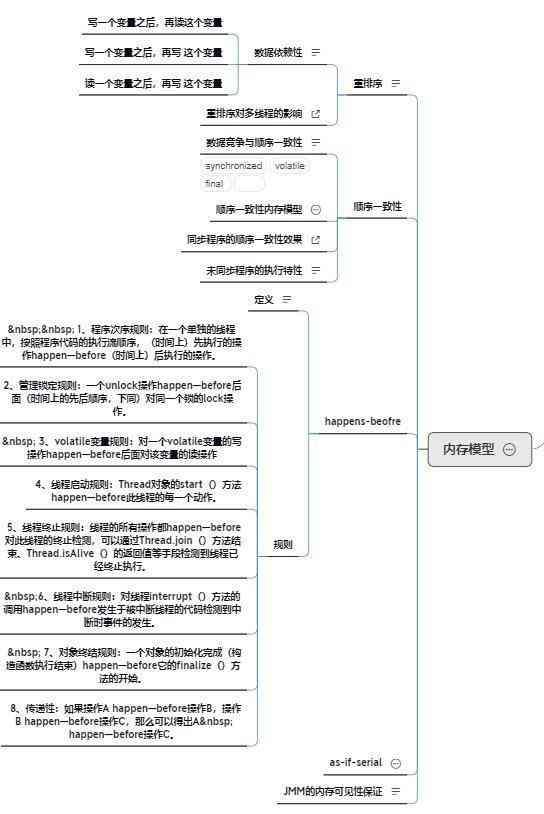 写一个变量之后，再读这个变量
写一个变量之后，再写 这个变量
读一个变量之后，再写 这个变量
数据依赖性
重排序对多线程的影响
重排序
数据竞争与顺序一致性
synchronized volatile
final
顺序一致性内存模型
同步程序的顺序一致性效果
未同步程序的执行特性
顺序一致性
定义
&nbsp;&nbsp; 1、程序次序规则：在一个单独的线程
中，按照程序代码的执行流顺序，（时间上）先执行的操
作happen—before（时间上）后执行的操作。
2、管理锁定规则：一个unlock操作happen—before后
面（时间上的先后顺序，下同）对同一个锁的lock操
作。
&nbsp; 3、volatile变量规则：对一个volatile变量的写
操作happen—before后面对该变量的读操作
4、线程启动规则：Thread对象的start（）方法
happen—before此线程的每一个动作。
5、线程终止规则：线程的所有操作都happen—before
对此线程的终止检测，可以通过Thread.join（）方法结
束、Thread.isAlive（）的返回值等手段检测到线程已
经终止执行。
&nbsp;6、线程中断规则：对线程interrupt（）方法的
调用happen—before发生于被中断线程的代码检测到中
断时事件的发生。
&nbsp; 7、对象终结规则：一个对象的初始化完成（构
造函数执行结束）happen—before它的finalize（）方
法的开始。
8、传递性：如果操作A happen—before操作B，操作
B happen—before操作C，那么可以得出A&nbsp;
happen—before操作C。
规则
happens-beofre
内存模型
as-if-serial
JMM的内存可见性保证